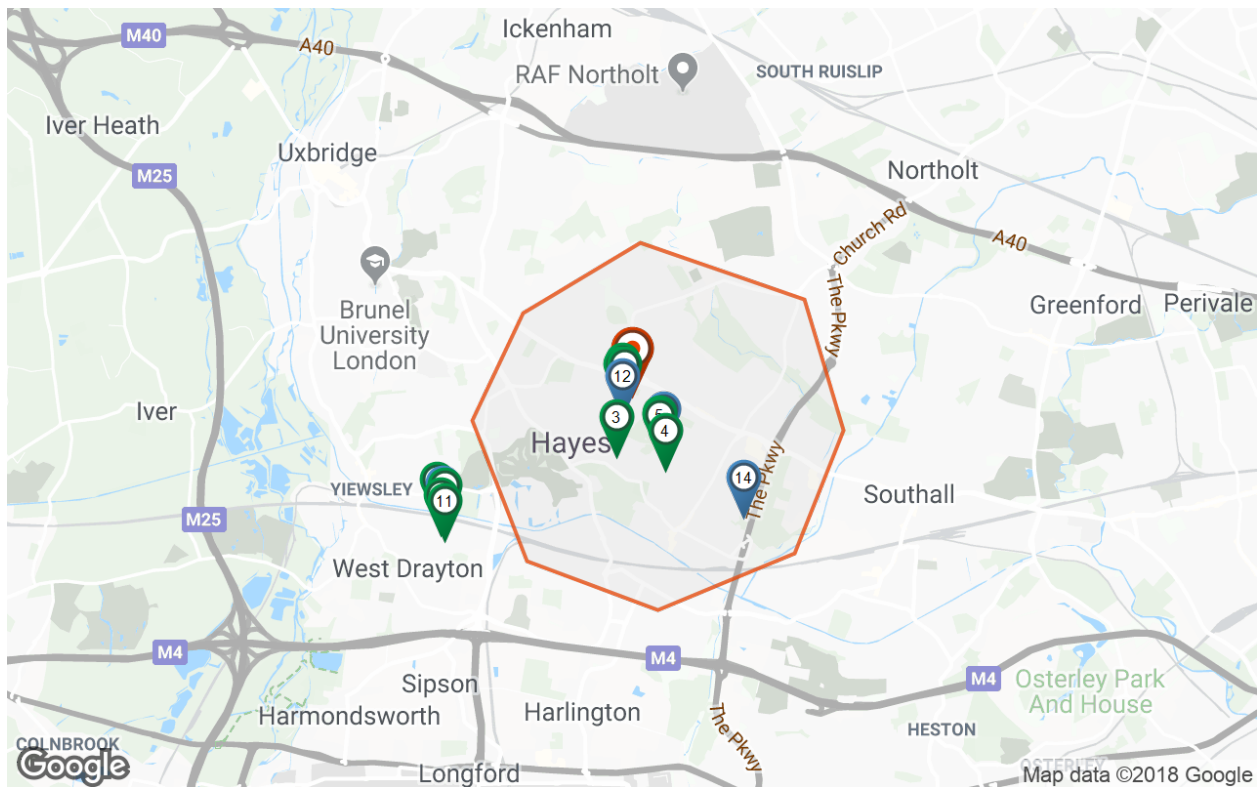 Ickenham
M40
A40
RAF Northolt
SOUTH RUISLIP
Iver Heath
Uxbridge
M25
Northolt
Church Rd
A40
The Pkwy
Brunel
University
London
Greenford
Perivale
12
Iver
3
5
4
Hayes
The Pkwy
14
YIEWSLEY
11
Southall
M25
West Drayton
M4
M4
M4
Sipson
Osterley Park
And House
Harmondsworth
Harlington
The Pkwy
HESTON
COLNBROOK
Google
Longford
OSTERLEY
Map data ©2018 Google